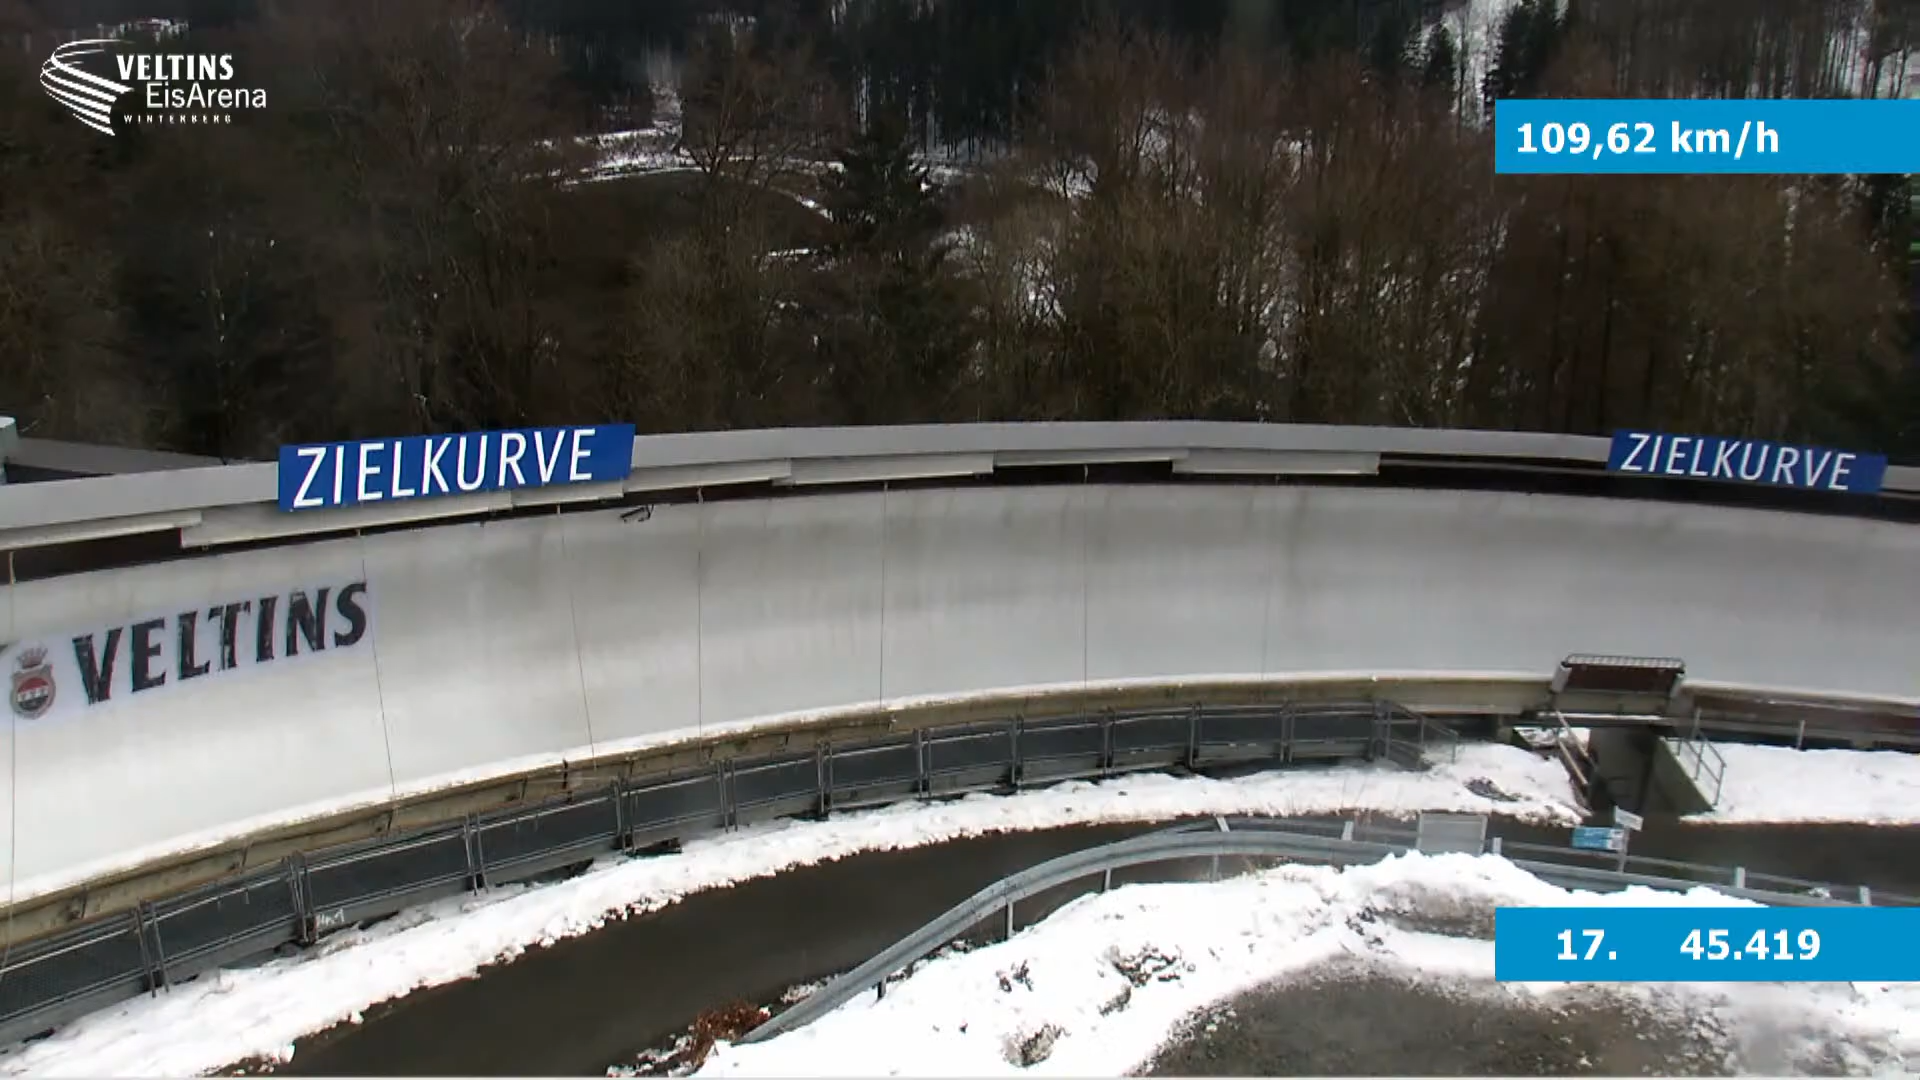 VELTINS
EisArena
WINTERBERG
109,62 km/h
ZIELKURVE
ZIELKURVE
VELTINS
17. 45.419